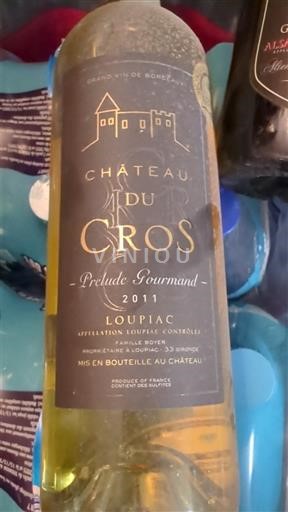 GRAND VIN DE BORDEAUX
CHÂTEAU
DU
CROS
VINIOU
- Prélude Gourmand -
2011
LOUPIAC
APPELLATION LOUPIAC CONTRÔLÉE
FAMILLE BOYER
PROPRIÉTAIRE À LOUPIAC - 33 GIRONDE
MIS EN BOUTEILLE AU CHÂTEAU
PRODUCE OF FRANCE
CONTIENT DES SULFITES